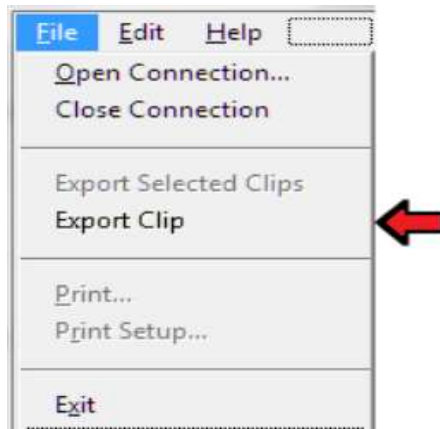 File Edit Help
Open Connection...
Close Connection
Export Selected Clips
Export Clip
Print...
Print Setup...
Exit